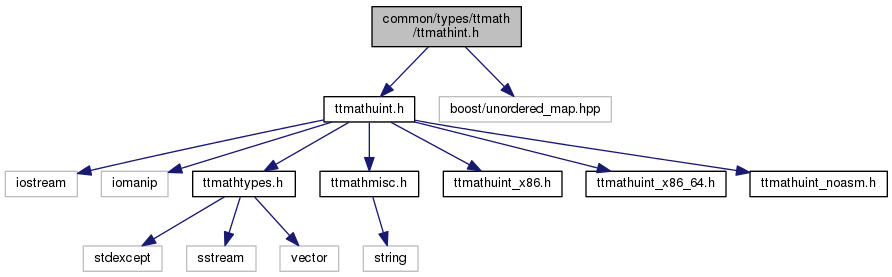 common/types/ttmath
/ttmathint.h
ttmathuint.h
boost/unordered_map.hpp
iostream
iomanip
ttmathtypes.h
ttmathmisc.h
ttmathuint_x86.h
ttmathuint_x86_64.h
ttmathuint_noasm.h
stdexcept
sstream
vector
string